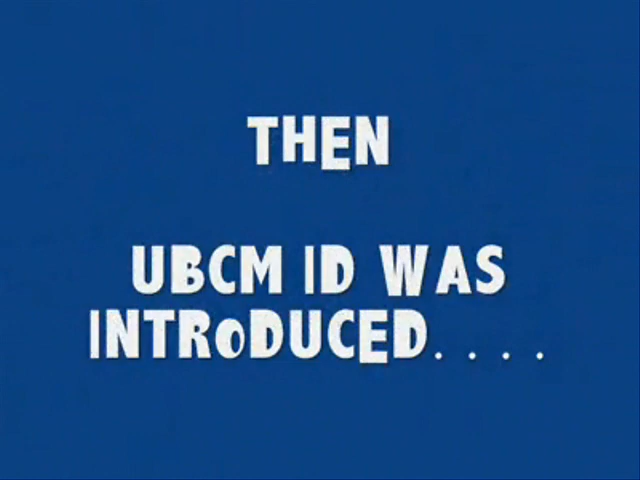 THEN
UBCM ID WAS
INTRODUCED....